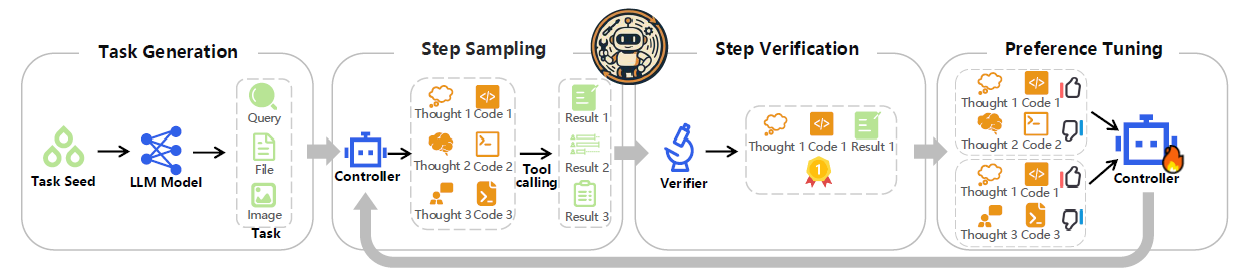 Task Generation
Step Sampling
Step Verification
Preference Tuning
Task Seed
LLM Model
Query
File
Image
Task
Controller
Thought 1 Code 1
Thought 2 Code 2
Thought 3 Code 3
Tool
calling
Result 1
Result 2
Result 3
Verifier
Thought 1 Code 1 Result 1
1
Thought 1 Code 1
Thought 2 Code 2
Thought 1 Code 1
Thought 3 Code 3
Controller